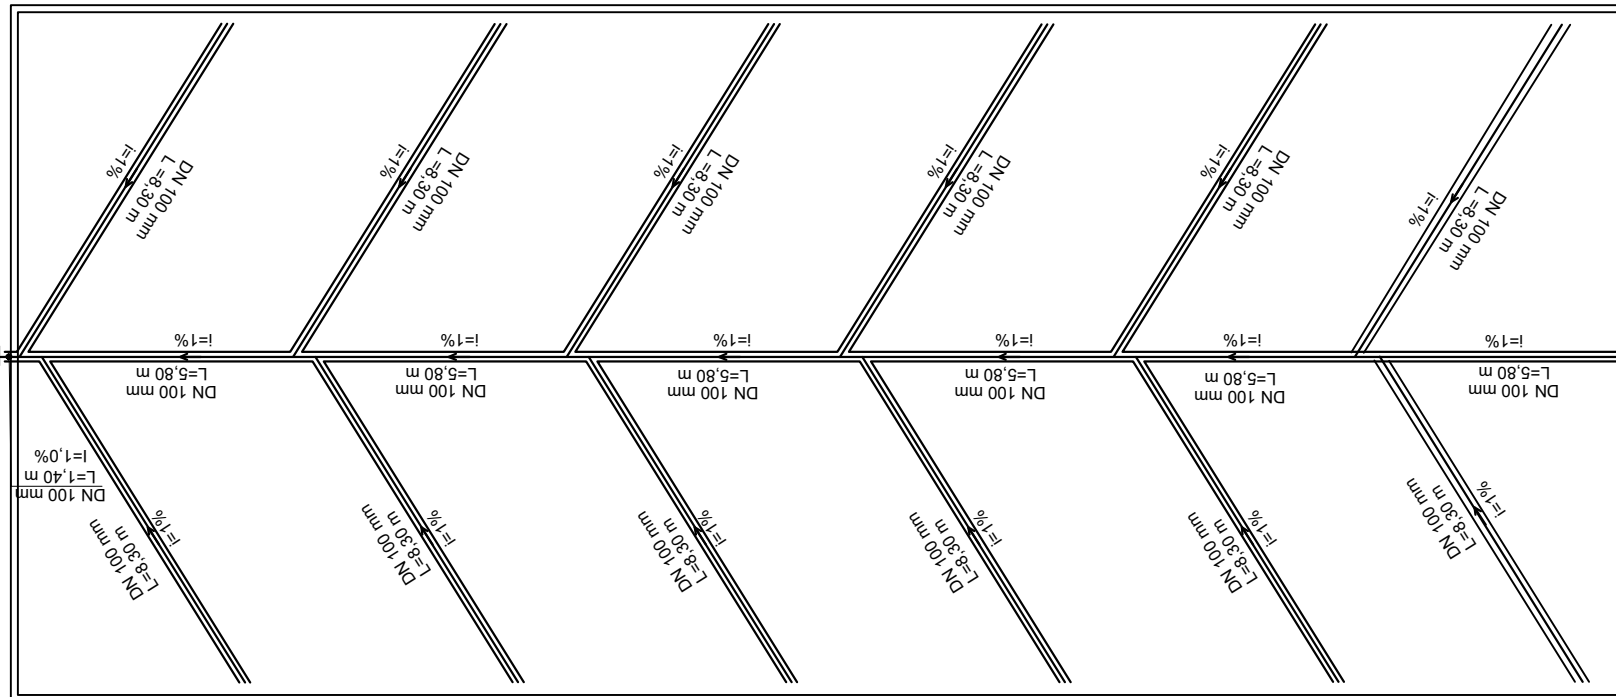 DN 100 mm
L=8,30 m
i=1%
DN 100 mm
L=8,30 m
i=1%
DN 100 mm
L=8,30 m
i=1%
DN 100 mm
L=8,30 m
i=1%
DN 100 mm
L=8,30 m
i=1%
DN 100 mm
L=8,30 m
i=1%
DN 100 mm
L=1,40 m
I=1,0%
DN 100 mm
L=5,80 m
i=1%
DN 100 mm
L=5,80 m
i=1%
DN 100 mm
L=5,80 m
i=1%
DN 100 mm
L=5,80 m
i=1%
DN 100 mm
L=5,80 m
i=1%
DN 100 mm
L=5,80 m
i=1%
DN 100 mm
L =8,30 m
i=1%
DN 100 mm
L =8,30 m
i=1%
DN 100 mm
L =8,30 m
i=1%
DN 100 mm
L =8,30 m
i=1%
DN 100 mm
L =8,30 m
i=1%
DN 100 mm
L =8,30 m
i=1%